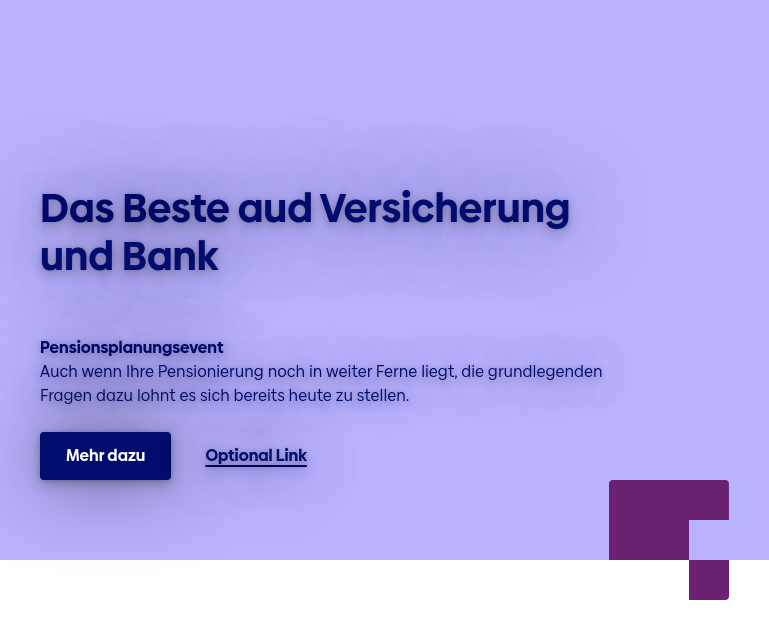 Das Beste aud Versicherung
und Bank
Pensionsplanungsevent
Auch wenn Ihre Pensionierung noch in weiter Ferne liegt, die grundlegenden
Fragen dazu lohnt es sich bereits heute zu stellen.
Mehr dazu
Optional Link